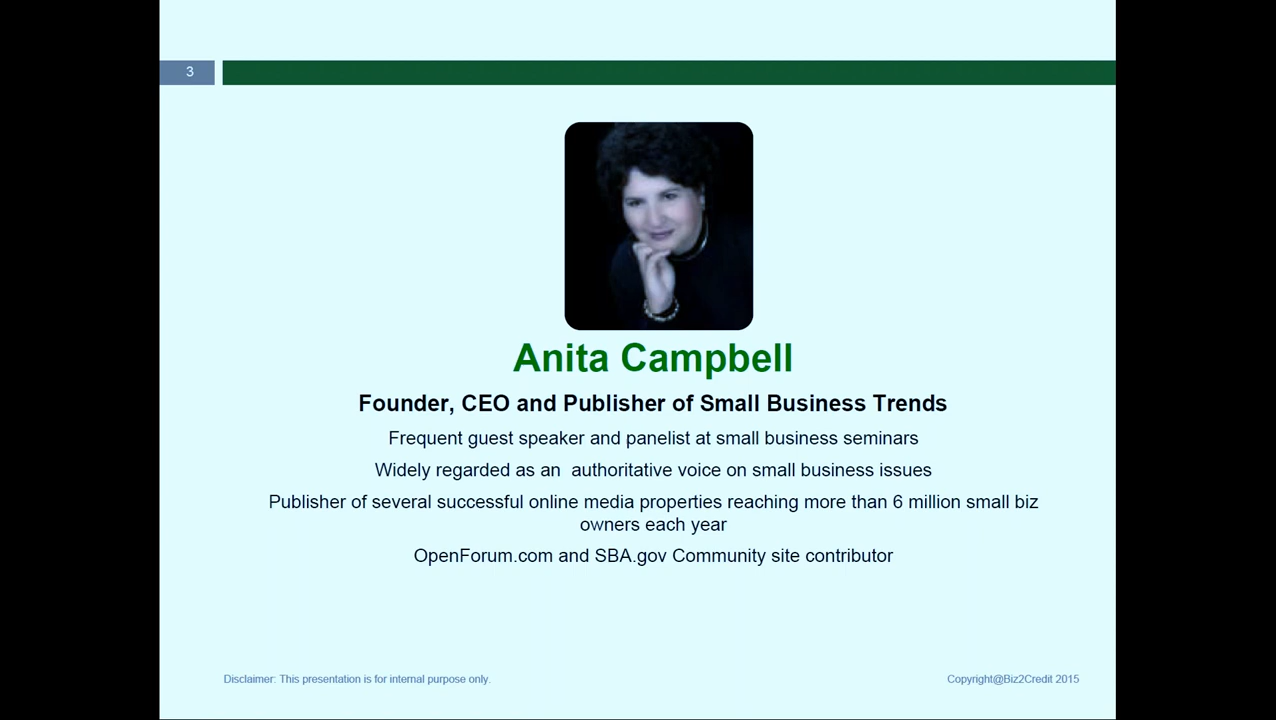 3
Anita Campbell
Founder, CEO and Publisher of Small Business Trends
Frequent guest speaker and panelist at small business seminars
Widely regarded as an  authoritative voice on small business issues
Publisher of several successful online media properties reaching more than 6 million small biz
owners each year
OpenForum.com and SBA.gov Community site contributor
Disclaimer: This presentation is for internal purpose only.
Copyright@Biz2Credit 2015